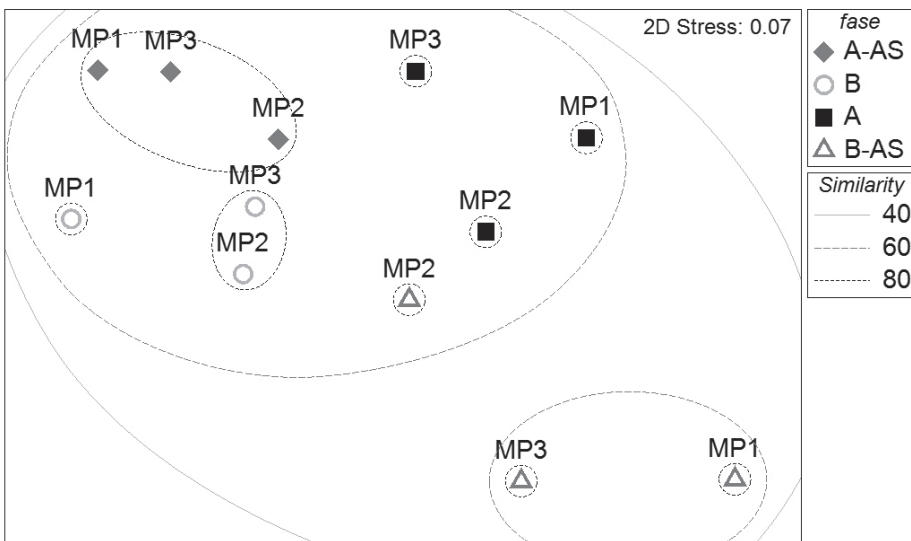 2D Stress: 0.07
MP1
MP3
MP3
MP2
MP1
MP3
MP1
MP2
MP2
MP2
MP3
MP1
fase
A-AS
B
A
B-AS
Similarity
40
60
80